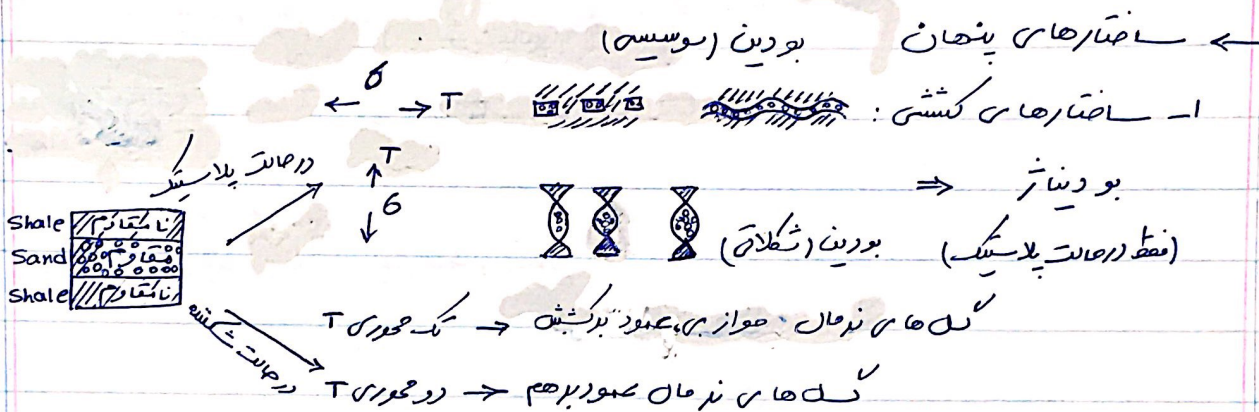 ← ساختارهای پنهان بودین (سوسیسی)
۱ـ ساختارهای کششی:
σ
T
در حالت پلاستیک
T
σ
بودیناژ ⇐
(فقط در حالت پلاستیک)
بودین (شکلاتی)
Shale نامقاوم
Sand مقاوم
Shale نامقاوم
گسل های نرمال موازی، عمود بر کشش → تک محوری T
در حالت شکننده
گسل های نرمال عمود بر هم → دو محوری T